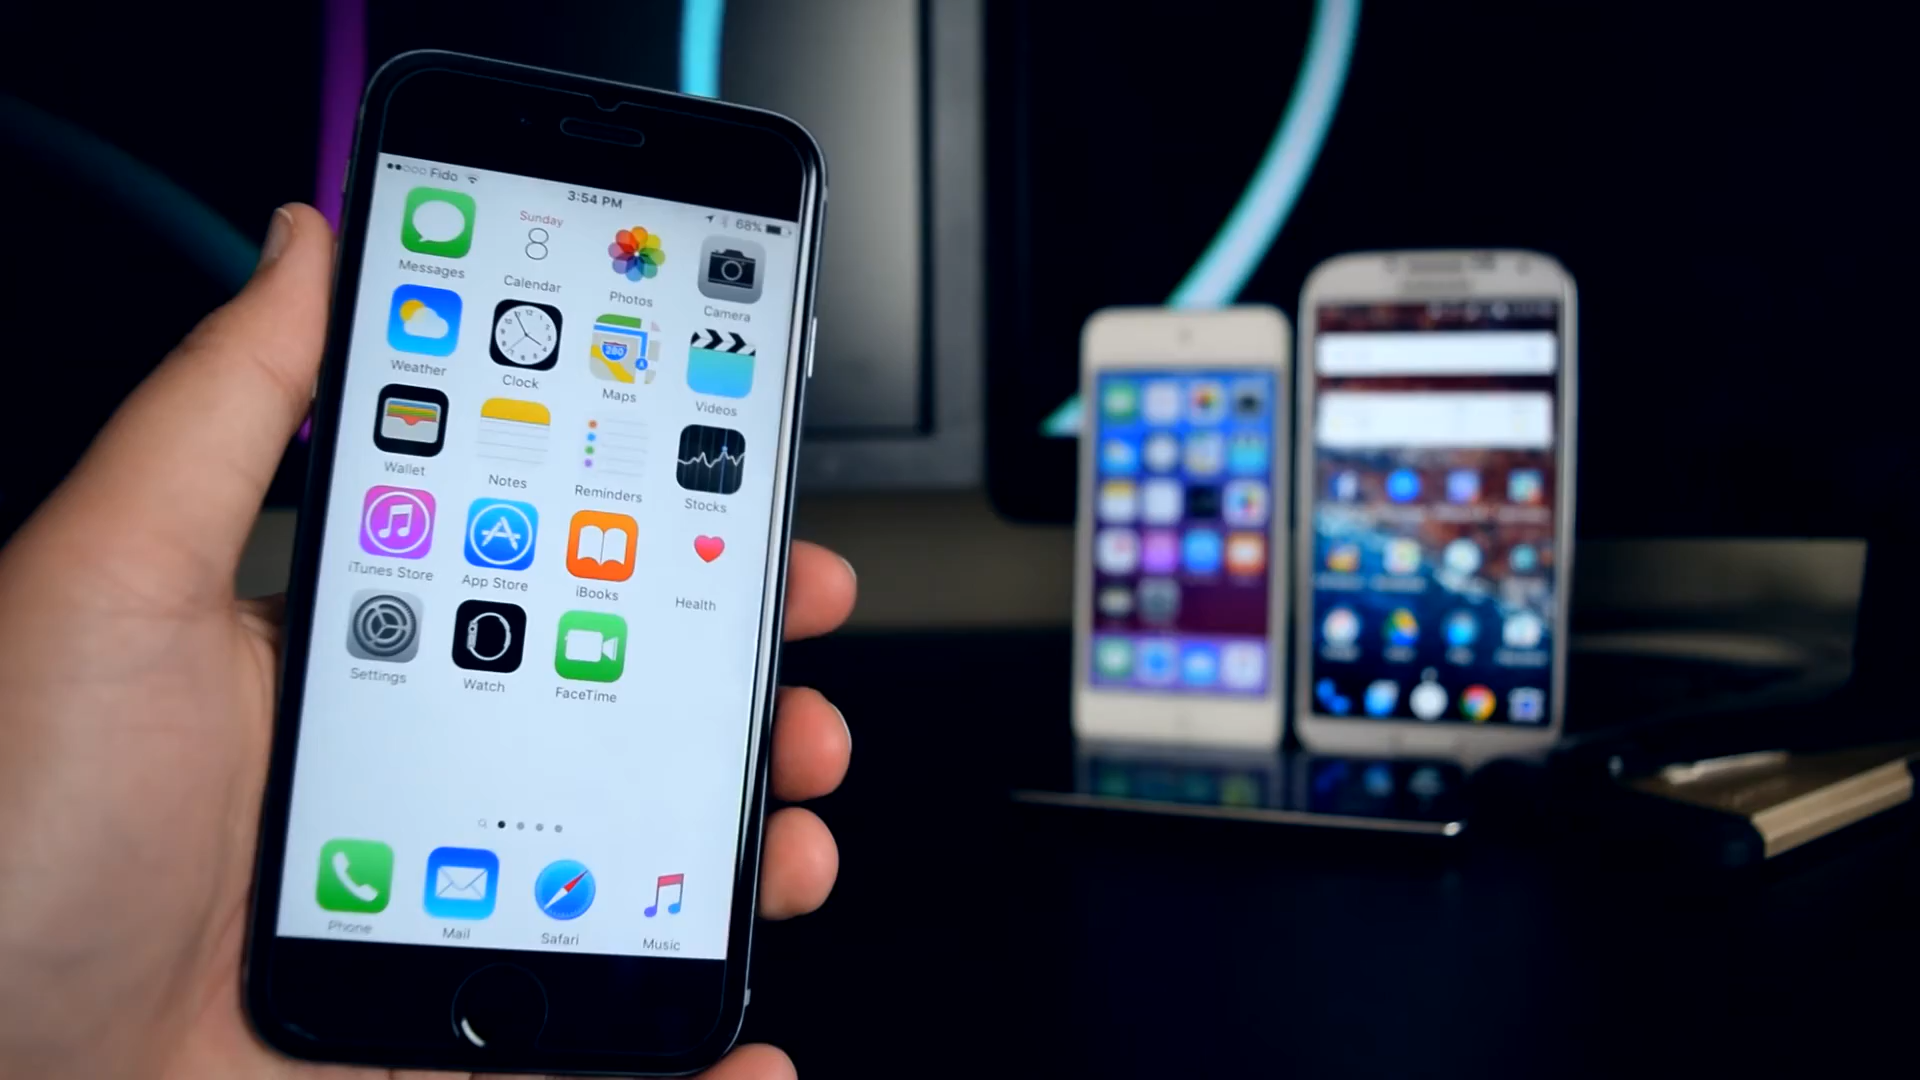 Fido 3:54 PM 68%
Sunday
8
Messages Calendar Photos Camera
280
Weather Clock Maps Videos
Wallet Notes Reminders Stocks
iTunes Store App Store iBooks Health
Settings Watch FaceTime
Phone Mail Safari Music